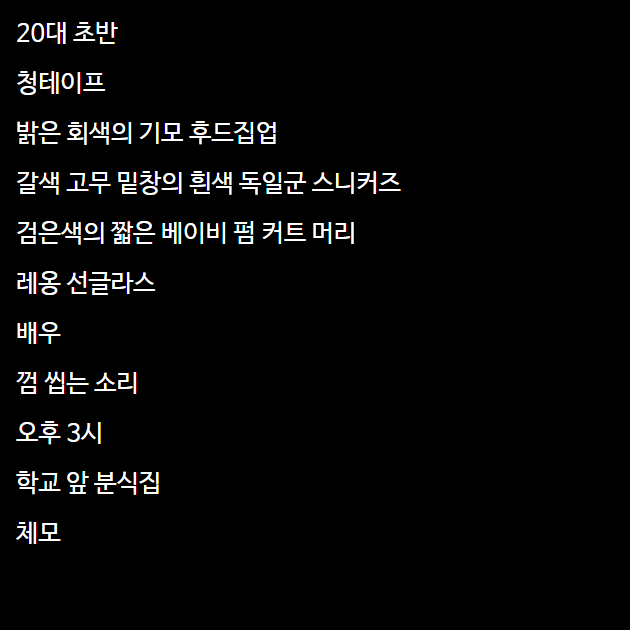 20대 초반
청테이프
밝은 회색의 기모 후드집업
갈색 고무 밑창의 흰색 독일군 스니커즈
검은색의 짧은 베이비 펌 커트 머리
레옹 선글라스
배우
껌 씹는 소리
오후 3시
학교 앞 분식집
체모